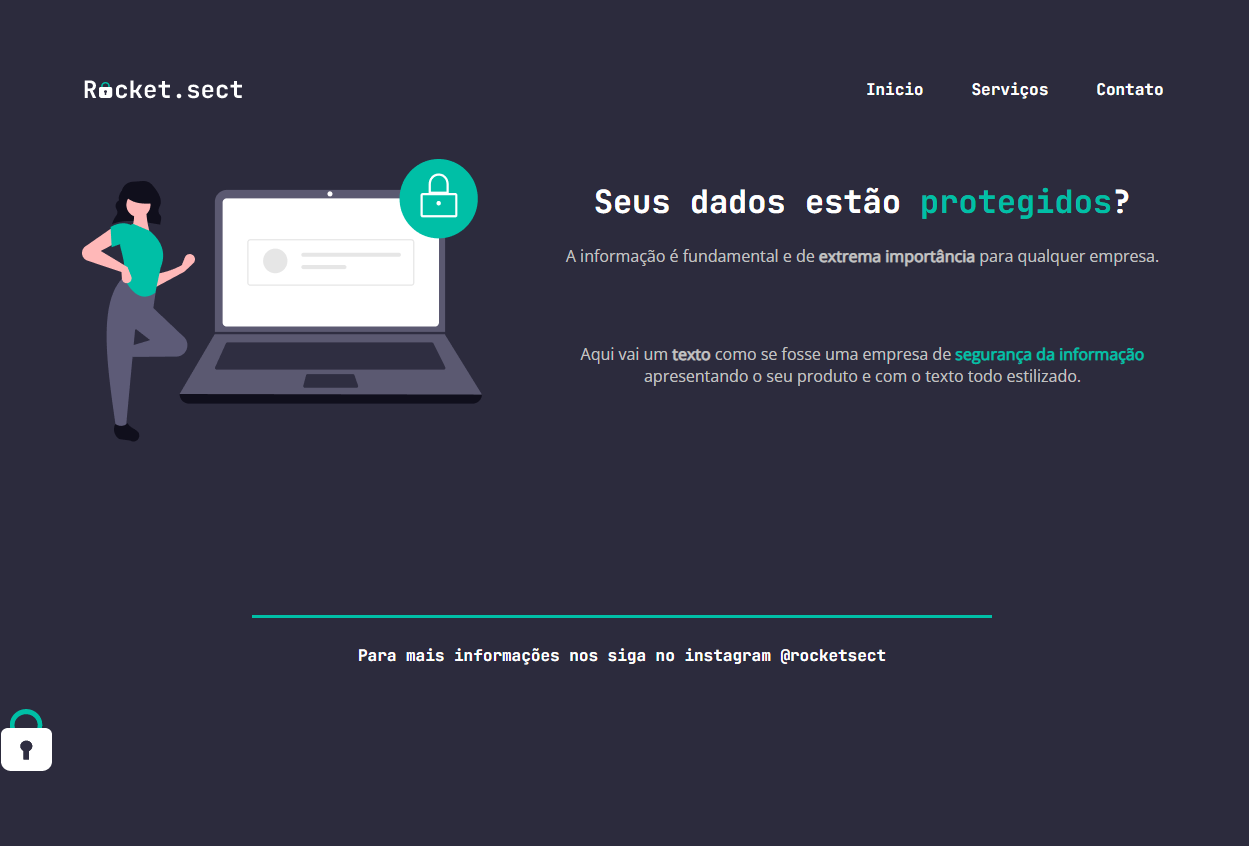 Rocket.sect
Inicio Serviços Contato
Seus dados estão protegidos?
A informação é fundamental e de extrema importância para qualquer empresa.
Aqui vai um texto como se fosse uma empresa de segurança da informação
apresentando o seu produto e com o texto todo estilizado.
Para mais informações nos siga no instagram @rocketsect